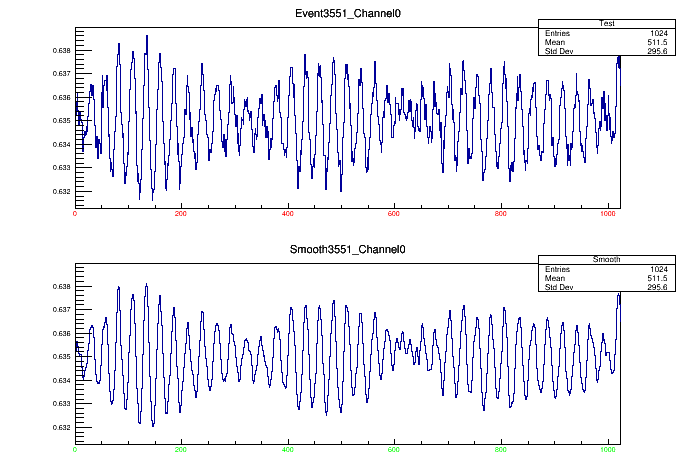 Event3551_Channel0
Test
Entries 1024
Mean 511.5
Std Dev 295.6
0.638
0.637
0.636
0.635
0.634
0.633
0.632
0 200 400 600 800 1000
Smooth3551_Channel0
Smooth
Entries 1024
Mean 511.5
Std Dev 295.6
0.638
0.637
0.636
0.635
0.634
0.633
0.632
0 200 400 600 800 1000